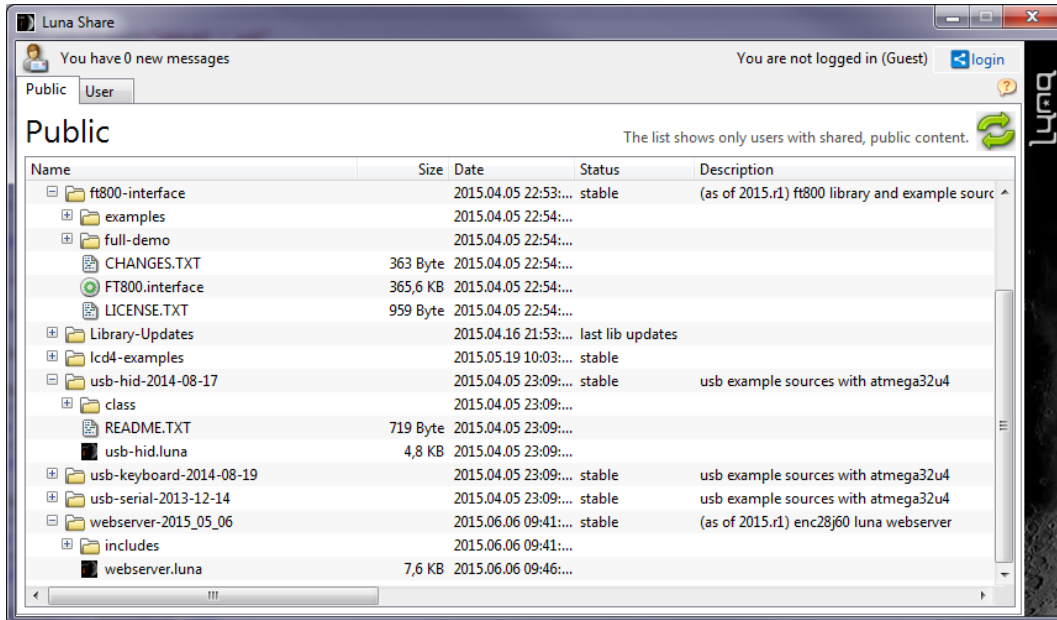 Luna Share
You have 0 new messages You are not logged in (Guest) login
Public User
Public The list shows only users with shared, public content.
Name Size Date Status Description
ft800-interface 2015.04.05 22:53:... stable (as of 2015.r1) ft800 library and example sourc
examples 2015.04.05 22:54:...
full-demo 2015.04.05 22:54:...
CHANGES.TXT 363 Byte 2015.04.05 22:54:...
FT800.interface 365,6 KB 2015.04.05 22:54:...
LICENSE.TXT 959 Byte 2015.04.05 22:54:...
Library-Updates 2015.04.16 21:53:... last lib updates
lcd4-examples 2015.05.19 10:03:... stable
usb-hid-2014-08-17 2015.04.05 23:09:... stable usb example sources with atmega32u4
class 2015.04.05 23:09:...
README.TXT 719 Byte 2015.04.05 23:09:...
usb-hid.luna 4,8 KB 2015.04.05 23:09:...
usb-keyboard-2014-08-19 2015.04.05 23:09:... stable usb example sources with atmega32u4
usb-serial-2013-12-14 2015.04.05 23:09:... stable usb example sources with atmega32u4
webserver-2015_05_06 2015.06.06 09:41:... stable (as of 2015.r1) enc28j60 luna webserver
includes 2015.06.06 09:41:...
webserver.luna 7,6 KB 2015.06.06 09:46:...